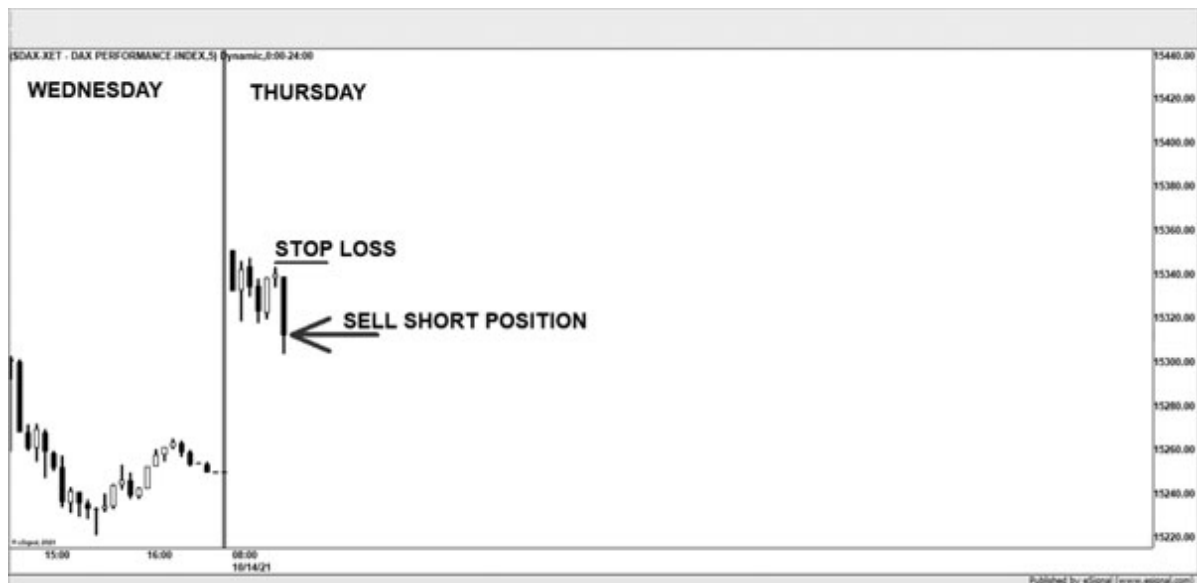 ($DAX-XET - DAX PERFORMANCE-INDEX,5) Dynamic,0:00-24:00
WEDNESDAY
THURSDAY
STOP LOSS
SELL SHORT POSITION
15440.00
15420.00
15400.00
15380.00
15360.00
15340.00
15320.00
15300.00
15280.00
15260.00
15240.00
15220.00
© eSignal, 2021
15:00 16:00 08:00
10/14/21
Published by eSignal (www.esignal.com)